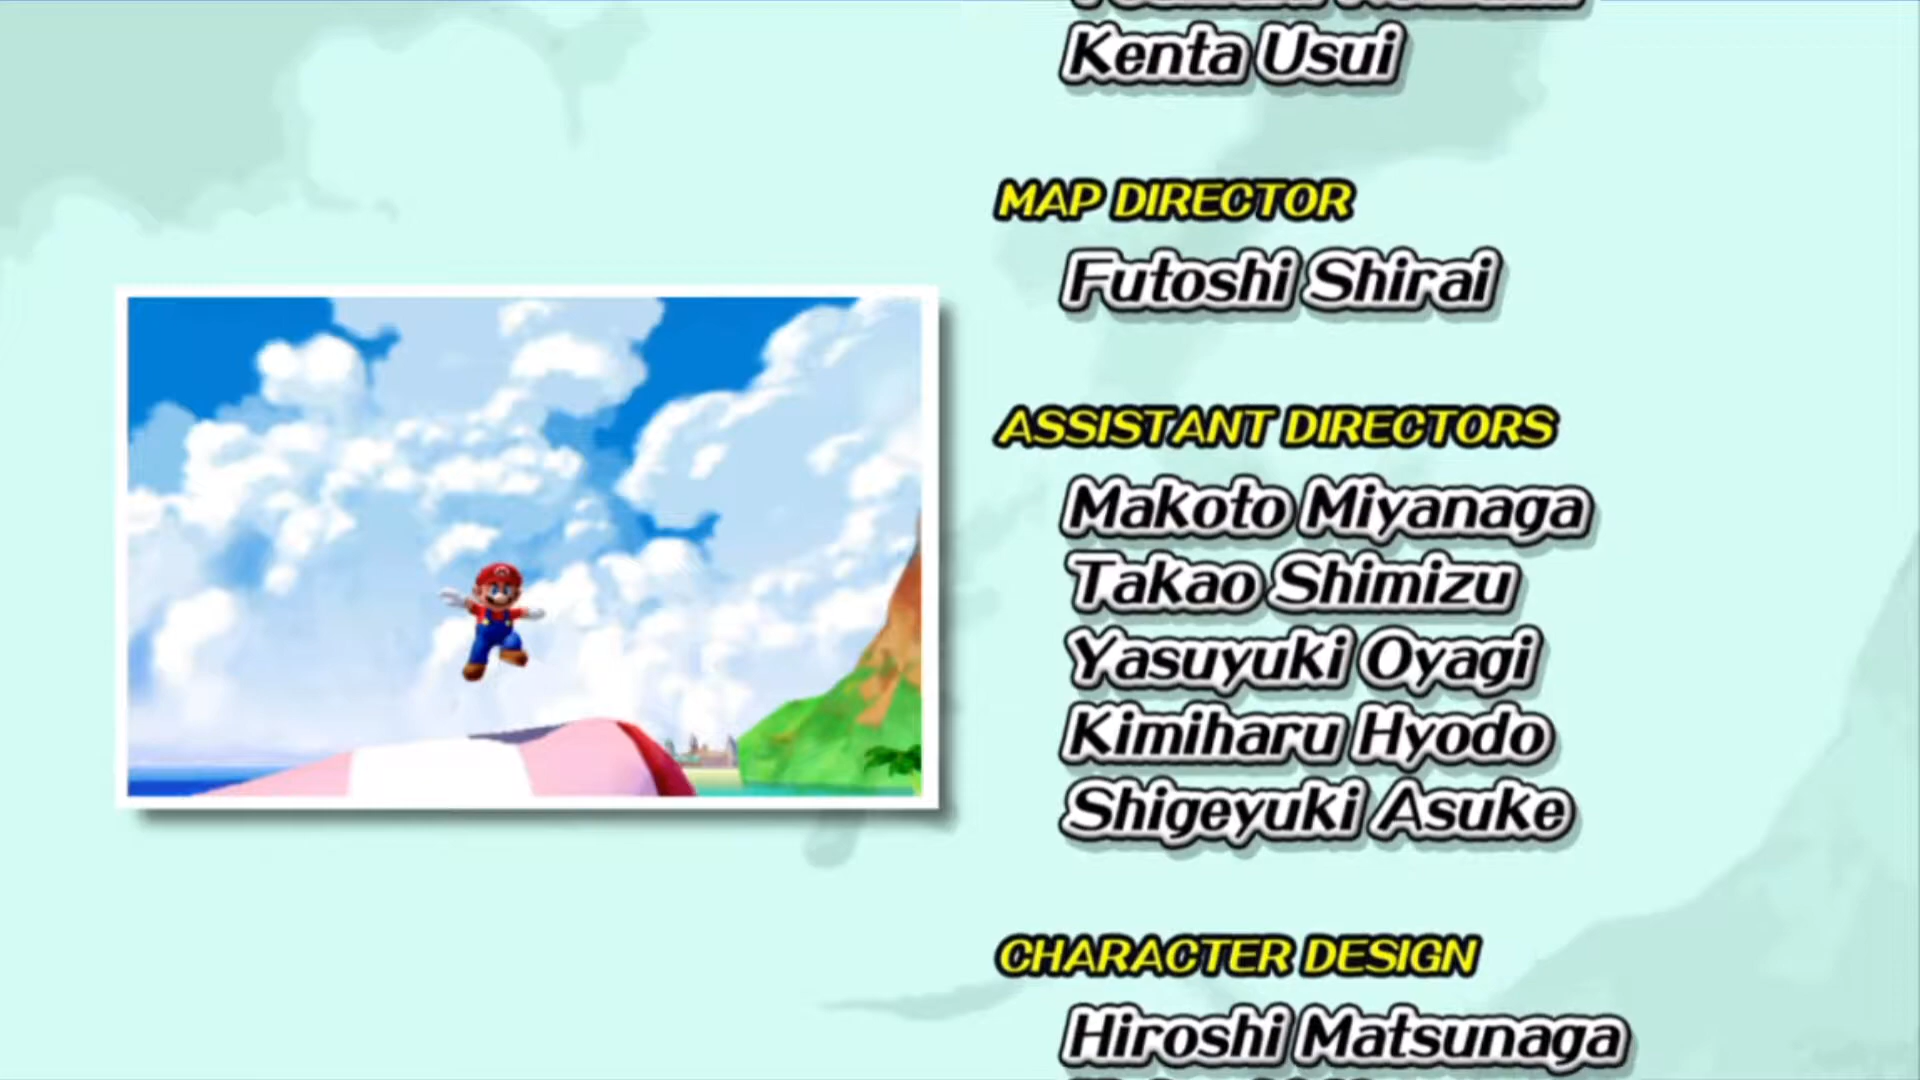 Kenta Usui
MAP DIRECTOR
Futoshi Shirai
ASSISTANT DIRECTORS
Makoto Miyanaga
Takao Shimizu
Yasuyuki Oyagi
Kimiharu Hyodo
Shigeyuki Asuke
CHARACTER DESIGN
Hiroshi Matsunaga